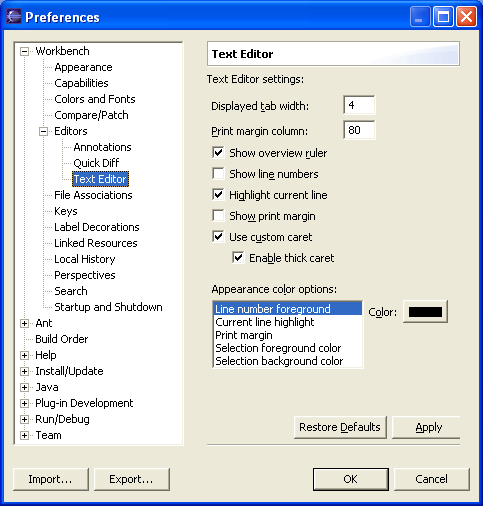 Preferences
Workbench
Appearance
Capabilities
Colors and Fonts
Compare/Patch
Editors
Annotations
Quick Diff
Text Editor
File Associations
Keys
Label Decorations
Linked Resources
Local History
Perspectives
Search
Startup and Shutdown
Ant
Build Order
Help
Install/Update
Java
Plug-in Development
Run/Debug
Team
Text Editor
Text Editor settings:
Displayed tab width: 4
Print margin column: 80
Show overview ruler
Show line numbers
Highlight current line
Show print margin
Use custom caret
Enable thick caret
Appearance color options:
Line number foreground
Current line highlight
Print margin
Selection foreground color
Selection background color
Color:
Restore Defaults Apply
Import... Export... OK Cancel